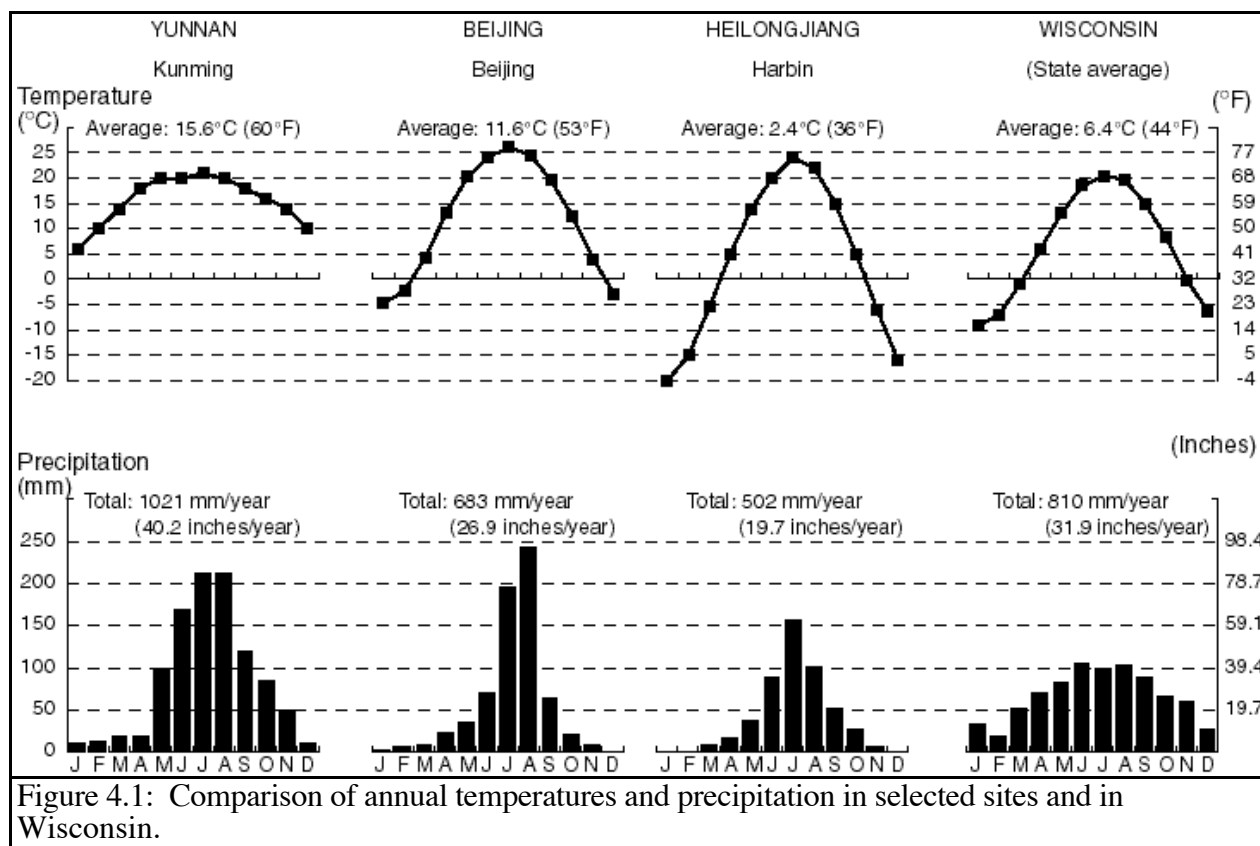 YUNNAN BEIJING HEILONGJIANG WISCONSIN
Kunming Beijing Harbin (State average)
Temperature
(°C) (°F)
Average: 15.6°C (60°F) Average: 11.6°C (53°F) Average: 2.4°C (36°F) Average: 6.4°C (44°F)
25 77
20 68
15 59
10 50
5 41
0 32
-5 23
-10 14
-15 5
-20 -4
(Inches)
Precipitation
(mm)
Total: 1021 mm/year Total: 683 mm/year Total: 502 mm/year Total: 810 mm/year
(40.2 inches/year) (26.9 inches/year) (19.7 inches/year) (31.9 inches/year)
250 98.4
200 78.7
150 59.1
100 39.4
50 19.7
0
J F M A M J J A S O N D J F M A M J J A S O N D J F M A M J J A S O N D J F M A M J J A S O N D
Figure 4.1: Comparison of annual temperatures and precipitation in selected sites and in
Wisconsin.